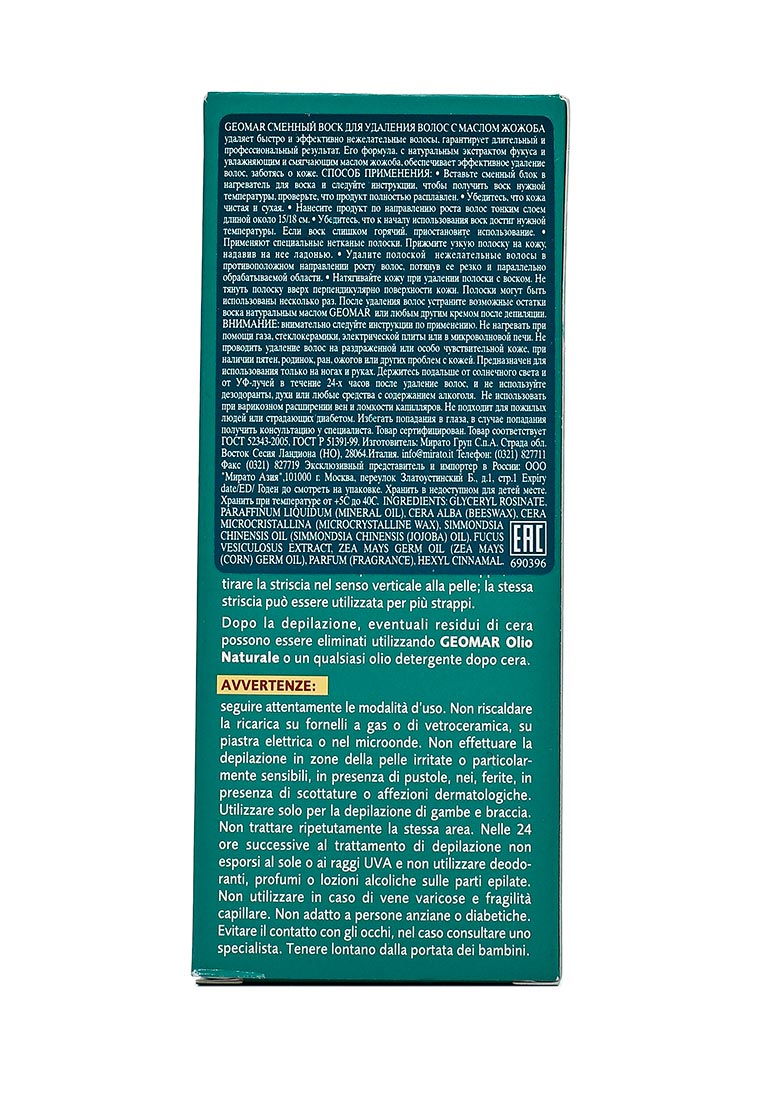 GEOMAR СМЕННЫЙ ВОСК ДЛЯ УДАЛЕНИЯ ВОЛОС С МАСЛОМ ЖОЖОБА
удаляет быстро и эффективно нежелательные волосы, гарантирует длительный и
профессиональный результат. Его формула, с натуральным экстрактом фукуса и
увлажняющим и смягчающим маслом жожоба, обеспечивает эффективное удаление
волос, заботясь о коже. СПОСОБ ПРИМЕНЕНИЯ: • Вставьте сменный блок в
нагреватель для воска и следуйте инструкции, чтобы получить воск нужной
температуры, проверьте, что продукт полностью расплавлен. • Убедитесь, что кожа
чистая и сухая. • Нанесите продукт по направлению роста волос тонким слоем
длиной около 15/18 см. • Убедитесь, что к началу использования воск достиг нужной
температуры. Если воск слишком горячий, приостановите использование. •
Применяют специальные нетканые полоски. Прижмите узкую полоску на кожу,
надавив на нее ладонью. • Удалите полоской нежелательные волосы в
противоположном направлении росту волос, потянув ее резко и параллельно
обрабатываемой области. • Натягивайте кожу при удалении полоски с воском. Не
тянуть полоску вверх перпендикулярно поверхности кожи. Полоски могут быть
использованы несколько раз. После удаления волос устраните возможные остатки
воска натуральным маслом GEOMAR или любым другим кремом после депиляции.
ВНИМАНИЕ: внимательно следуйте инструкции по применению. Не нагревать при
помощи газа, стеклокерамики, электрической плиты или в микроволновой печи. Не
проводить удаление волос на раздраженной или особо чувствительной коже, при
наличии пятен, родинок, ран, ожогов или других проблем с кожей. Предназначен для
использования только на ногах и руках. Держитесь подальше от солнечного света и
от УФ-лучей в течение 24-х часов после удаление волос, и не используйте
дезодоранты, духи или любые средства с содержанием алкоголя. Не использовать
при варикозном расширении вен и ломкости капилляров. Не подходит для пожилых
людей или страдающих диабетом. Избегать попадания в глаза, в случае попадания
получить консультацию у специалиста. Товар сертифицирован. Товар соответствует
ГОСТ 52343-2005, ГОСТ Р 51391-99. Изготовитель: Мирато Груп С.п.А. Страда обл.
Восток Сесия Ландиона (НО), 28064.Италия. info@mirato.it Телефон: (0321) 827711
Факс (0321) 827719 Эксклюзивный представитель и импортер в России: ООО
"Мирато Азия",101000 г. Москва, переулок Златоустинский Б., д.1, стр.1 Expiry
date/ED/ Годен до смотреть на упаковке. Хранить в недоступном для детей месте.
Хранить при температуре от +5С до 40С. INGREDIENTS: GLYCERYL ROSINATE,
PARAFFINUM LIQUIDUM (MINERAL OIL), CERA ALBA (BEESWAX), CERA
MICROCRISTALLINA (MICROCRYSTALLINE WAX), SIMMONDSIA
CHINENSIS OIL (SIMMONDSIA CHINENSIS (JOJOBA) OIL), FUCUS
VESICULOSUS EXTRACT, ZEA MAYS GERM OIL (ZEA MAYS
(CORN) GERM OIL), PARFUM (FRAGRANCE), HEXYL CINNAMAL.
EAC
690396
tirare la striscia nel senso verticale alla pelle; la stessa
striscia può essere utilizzata per più strappi.
Dopo la depilazione, eventuali residui di cera
possono essere eliminati utilizzando GEOMAR Olio
Naturale o un qualsiasi olio detergente dopo cera.
AVVERTENZE:
seguire attentamente le modalità d'uso. Non riscaldare
la ricarica su fornelli a gas o di vetroceramica, su
piastra elettrica o nel microonde. Non effettuare la
depilazione in zone della pelle irritate o particolar-
mente sensibili, in presenza di pustole, nei, ferite, in
presenza di scottature o affezioni dermatologiche.
Utilizzare solo per la depilazione di gambe e braccia.
Non trattare ripetutamente la stessa area. Nelle 24
ore successive al trattamento di depilazione non
esporsi al sole o ai raggi UVA e non utilizzare deodo-
ranti, profumi o lozioni alcoliche sulle parti epilate.
Non utilizzare in caso di vene varicose e fragilità
capillare. Non adatto a persone anziane o diabetiche.
Evitare il contatto con gli occhi, nel caso consultare uno
specialista. Tenere lontano dalla portata dei bambini.